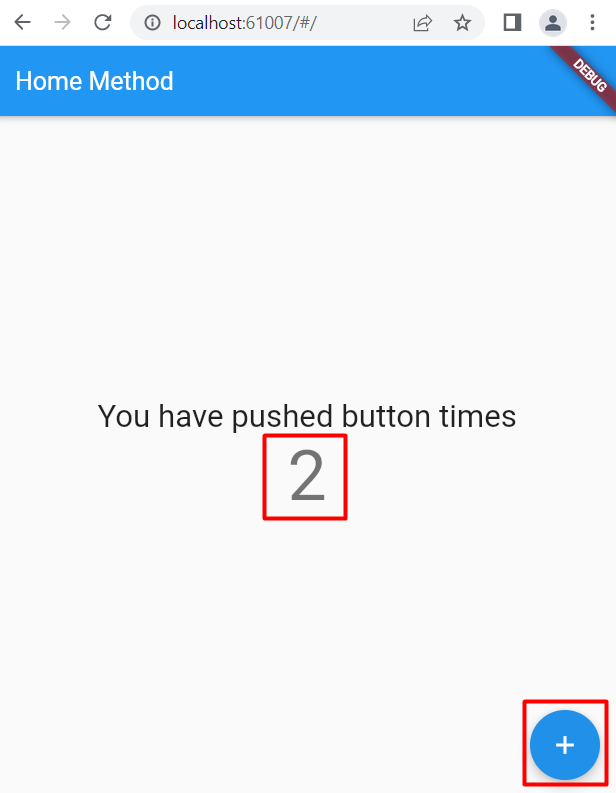 localhost:61007/#/
Home Method
DEBUG
You have pushed button times
2
+